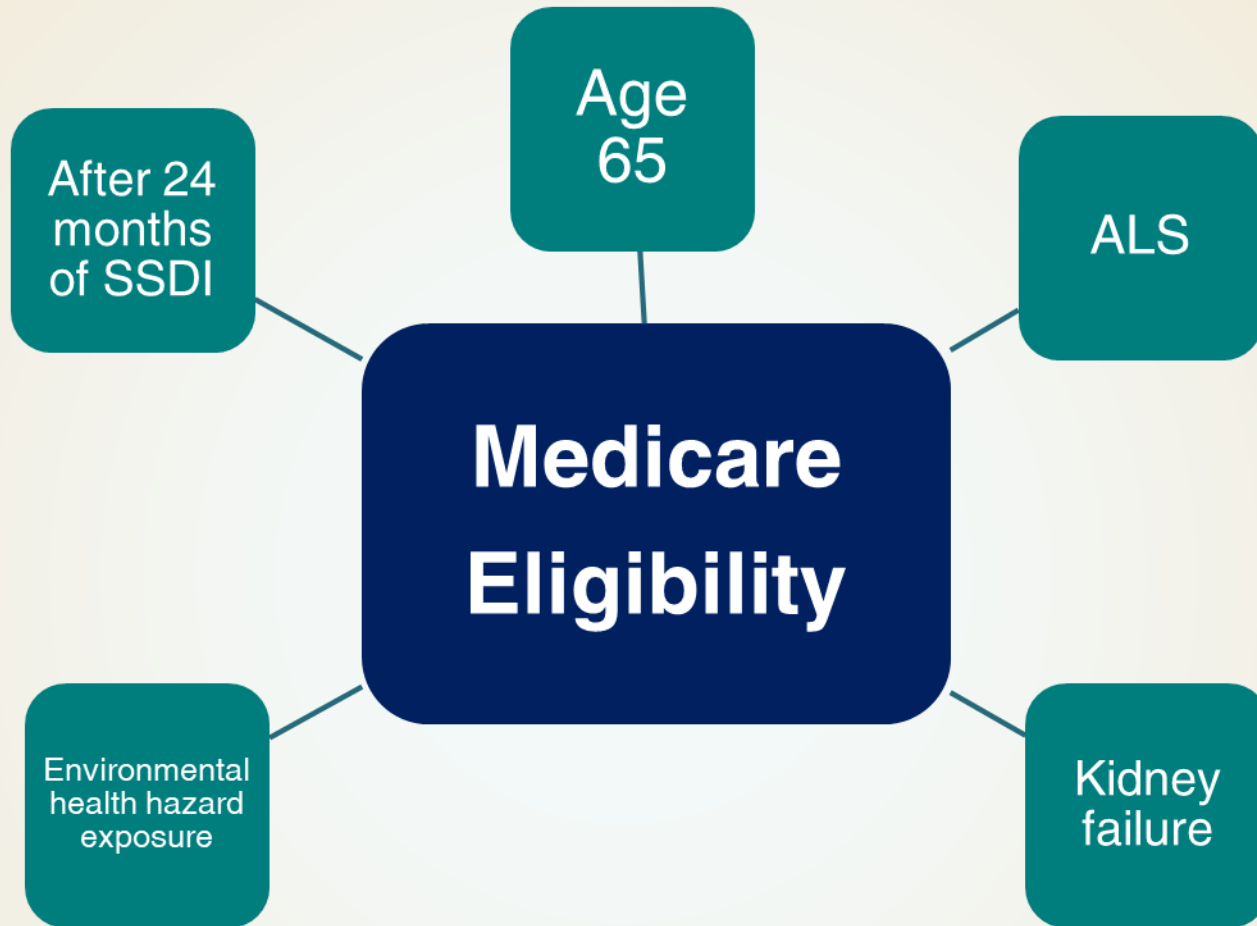 Age
65
After 24
months
of SSDI
ALS
Medicare
Eligibility
Environmental
health hazard
exposure
Kidney
failure